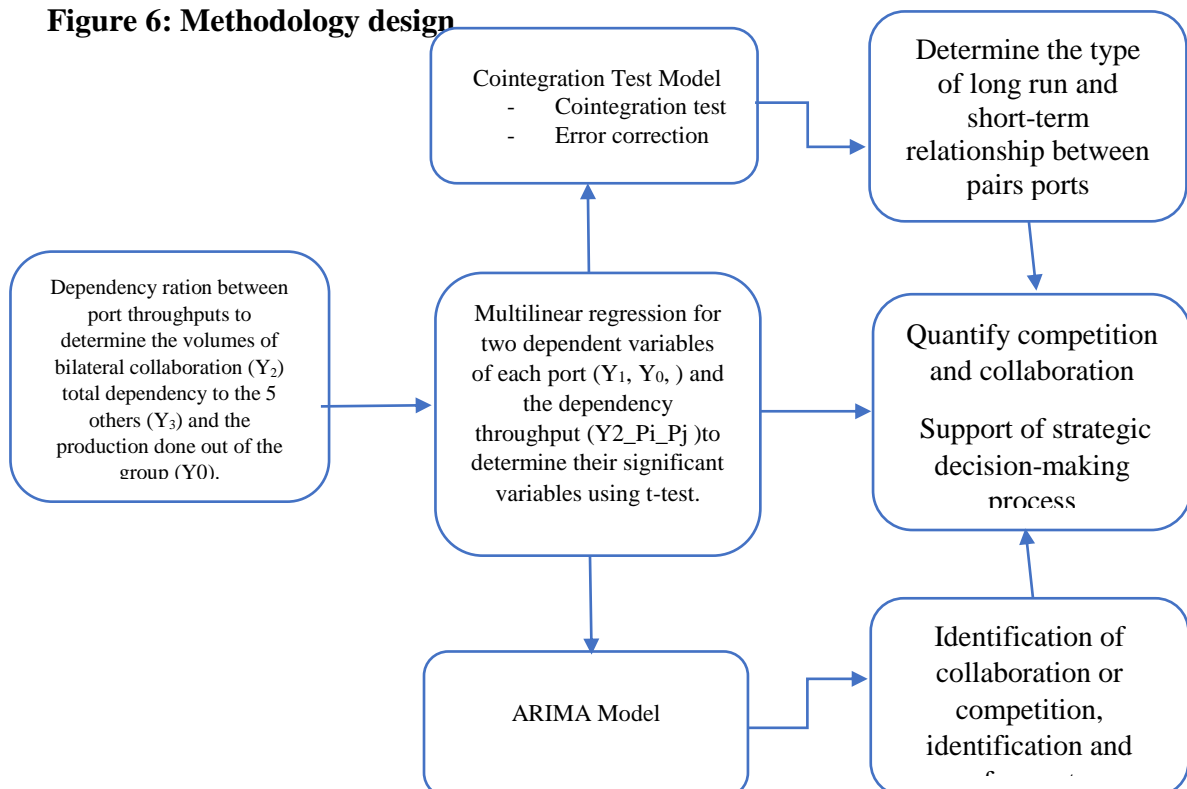 Figure 6: Methodology design
Cointegration Test Model
- Cointegration test
- Error correction
Determine the type
of long run and
short-term
relationship between
pairs ports
Dependency ration between
port throughputs to
determine the volumes of
bilateral collaboration (Y₂)
total dependency to the 5
others (Y₃) and the
production done out of the
group (Y0).
Multilinear regression for
two dependent variables
of each port (Y₁, Y₀, ) and
the dependency
throughput (Y2_Pi_Pj )to
determine their significant
variables using t-test.
Quantify competition
and collaboration
Support of strategic
decision-making
process
ARIMA Model
Identification of
collaboration or
competition,
identification and